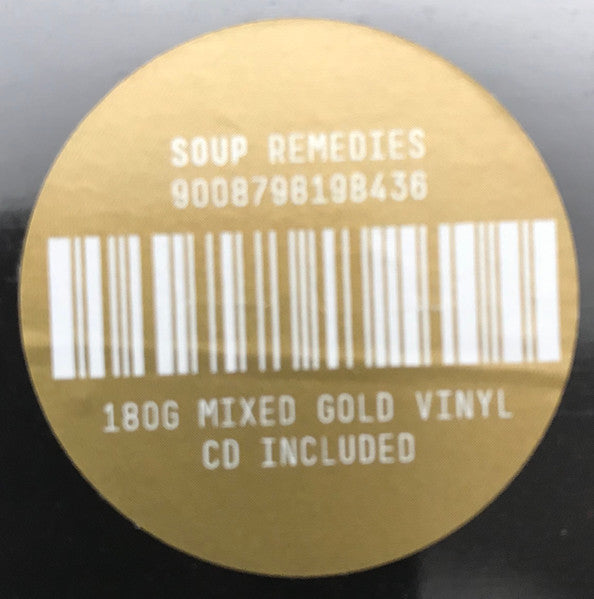 SOUP REMEDIES
9008798198436
180G MIXED GOLD VINYL
CD INCLUDED